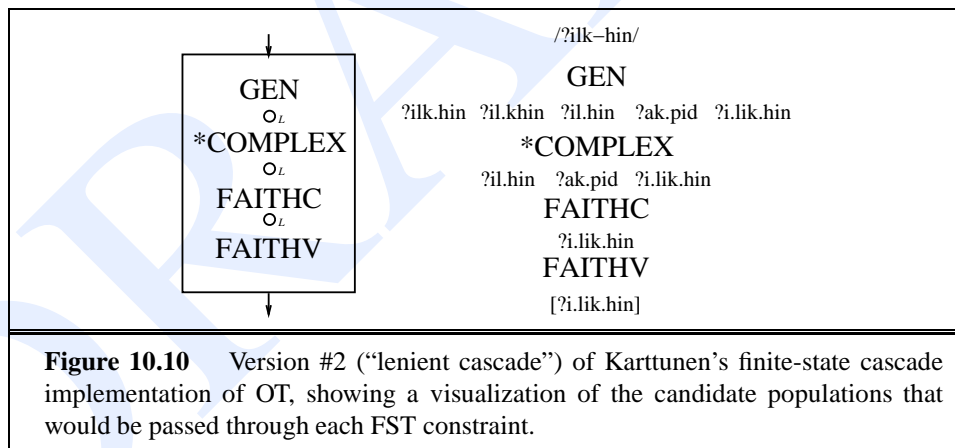 /?ilk−hin/
GEN
GEN
L
?ilk.hin ?il.khin ?il.hin ?ak.pid ?i.lik.hin
*COMPLEX
*COMPLEX
L
?il.hin ?ak.pid ?i.lik.hin
FAITHC
FAITHC
L
?i.lik.hin
FAITHV
FAITHV
[?i.lik.hin]
Figure 10.10 Version #2 (“lenient cascade”) of Karttunen’s finite-state cascade
implementation of OT, showing a visualization of the candidate populations that
would be passed through each FST constraint.